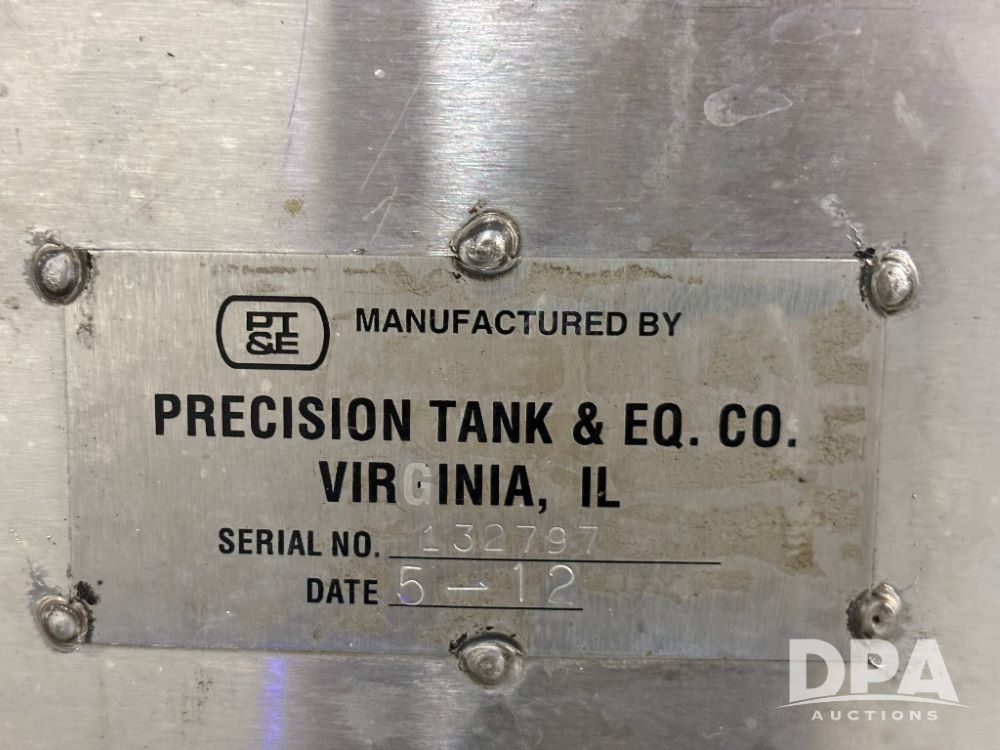 PT
&E
MANUFACTURED BY
PRECISION TANK & EQ. CO.
VIRGINIA, IL
SERIAL NO. 132797
DATE 5-12
DPA
AUCTIONS